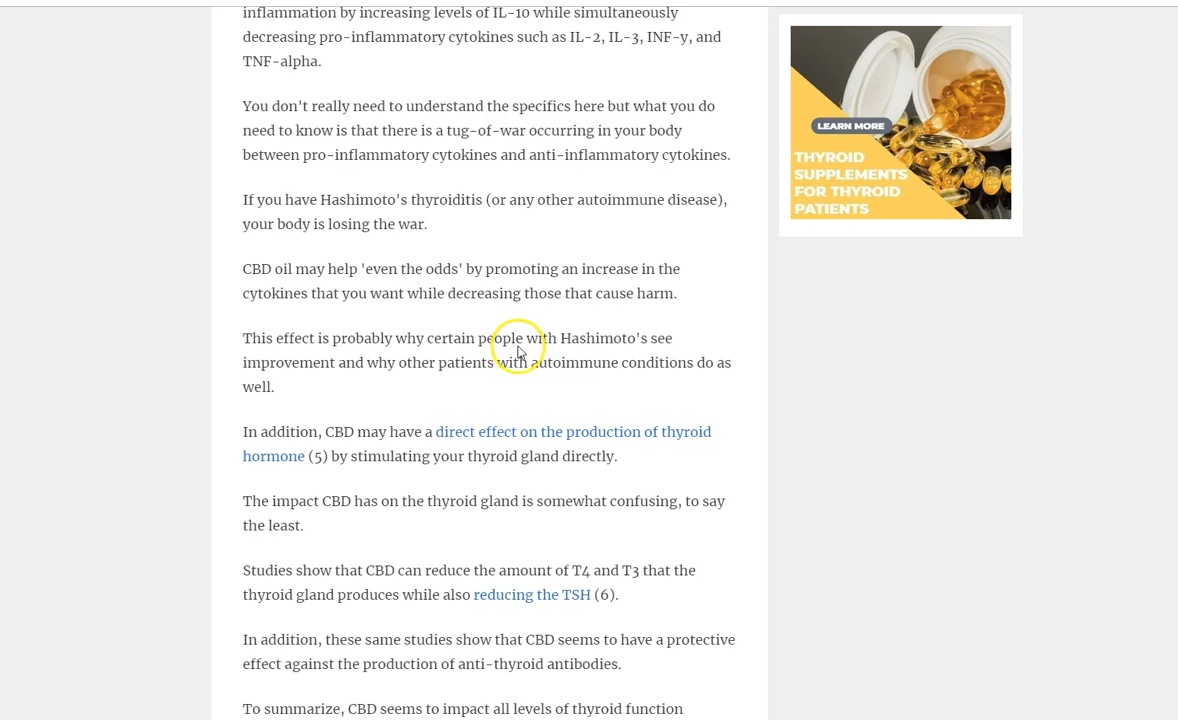 inflammation by increasing levels of IL-10 while simultaneously
decreasing pro-inflammatory cytokines such as IL-2, IL-3, INF-y, and
TNF-alpha.
You don't really need to understand the specifics here but what you do
need to know is that there is a tug-of-war occurring in your body
between pro-inflammatory cytokines and anti-inflammatory cytokines.
If you have Hashimoto's thyroiditis (or any other autoimmune disease),
your body is losing the war.
CBD oil may help 'even the odds' by promoting an increase in the
cytokines that you want while decreasing those that cause harm.
This effect is probably why certain people with Hashimoto's see
improvement and why other patients with autoimmune conditions do as
well.
In addition, CBD may have a direct effect on the production of thyroid
hormone (5) by stimulating your thyroid gland directly.
The impact CBD has on the thyroid gland is somewhat confusing, to say
the least.
Studies show that CBD can reduce the amount of T4 and T3 that the
thyroid gland produces while also reducing the TSH (6).
In addition, these same studies show that CBD seems to have a protective
effect against the production of anti-thyroid antibodies.
To summarize, CBD seems to impact all levels of thyroid function
LEARN MORE
THYROID
SUPPLEMENTS
FOR THYROID
PATIENTS